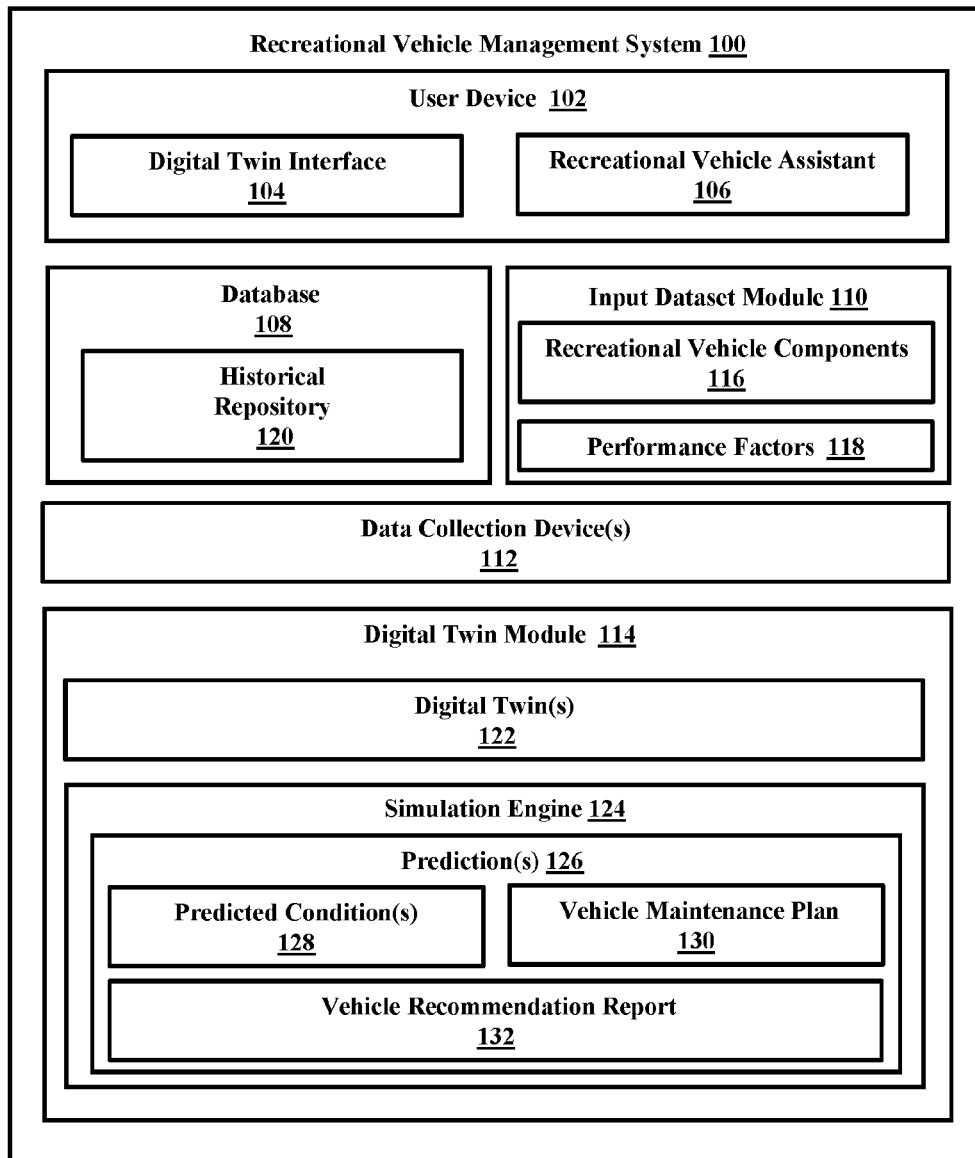 Recreational Vehicle Management System 100
User Device 102
Digital Twin Interface
104
Recreational Vehicle Assistant
106
Database
108
Historical
Repository
120
Input Dataset Module 110
Recreational Vehicle Components
116
Performance Factors 118
Data Collection Device(s)
112
Digital Twin Module 114
Digital Twin(s)
122
Simulation Engine 124
Prediction(s) 126
Predicted Condition(s)
128
Vehicle Maintenance Plan
130
Vehicle Recommendation Report
132